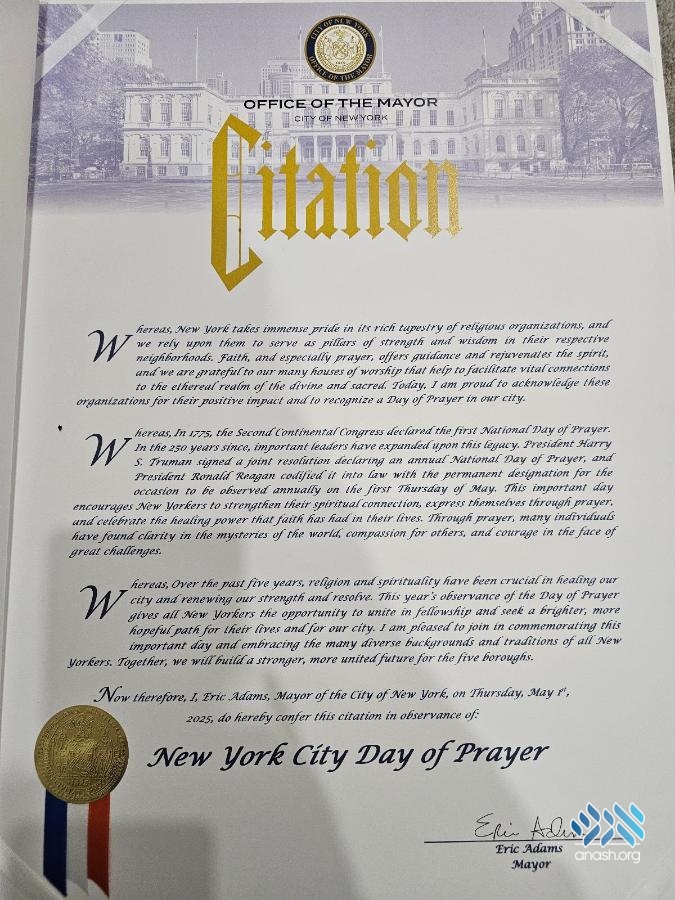 CITY OF NEW YORK
OFFICE OF THE MAYOR
OFFICE OF THE MAYOR
CITY OF NEW YORK
Citation
Whereas, New York takes immense pride in its rich tapestry of religious organizations, and
we rely upon them to serve as pillars of strength and wisdom in their respective
neighborhoods. Faith, and especially prayer, offers guidance and rejuvenates the spirit,
and we are grateful to our many houses of worship that help to facilitate vital connections
to the ethereal realm of the divine and sacred. Today, I am proud to acknowledge these
organizations for their positive impact and to recognize a Day of Prayer in our city.
Whereas, In 1775, the Second Continental Congress declared the first National Day of Prayer.
In the 250 years since, important leaders have expanded upon this legacy. President Harry
S. Truman signed a joint resolution declaring an annual National Day of Prayer, and
President Ronald Reagan codified it into law with the permanent designation for the
occasion to be observed annually on the first Thursday of May. This important day
encourages New Yorkers to strengthen their spiritual connection, express themselves through prayer,
and celebrate the healing power that faith has had in their lives. Through prayer, many individuals
have found clarity in the mysteries of the world, compassion for others, and courage in the face of
great challenges.
Whereas, Over the past five years, religion and spirituality have been crucial in healing our
city and renewing our strength and resolve. This year's observance of the Day of Prayer
gives all New Yorkers the opportunity to unite in fellowship and seek a brighter, more
hopeful path for their lives and for our city. I am pleased to join in commemorating this
important day and embracing the many diverse backgrounds and traditions of all New
Yorkers. Together, we will build a stronger, more united future for the five boroughs.
Now therefore, I, Eric Adams, Mayor of the City of New York, on Thursday, May 1st,
2025, do hereby confer this citation in observance of:
New York City Day of Prayer
Eric Adams
Eric Adams
Mayor
אנש
anash.org